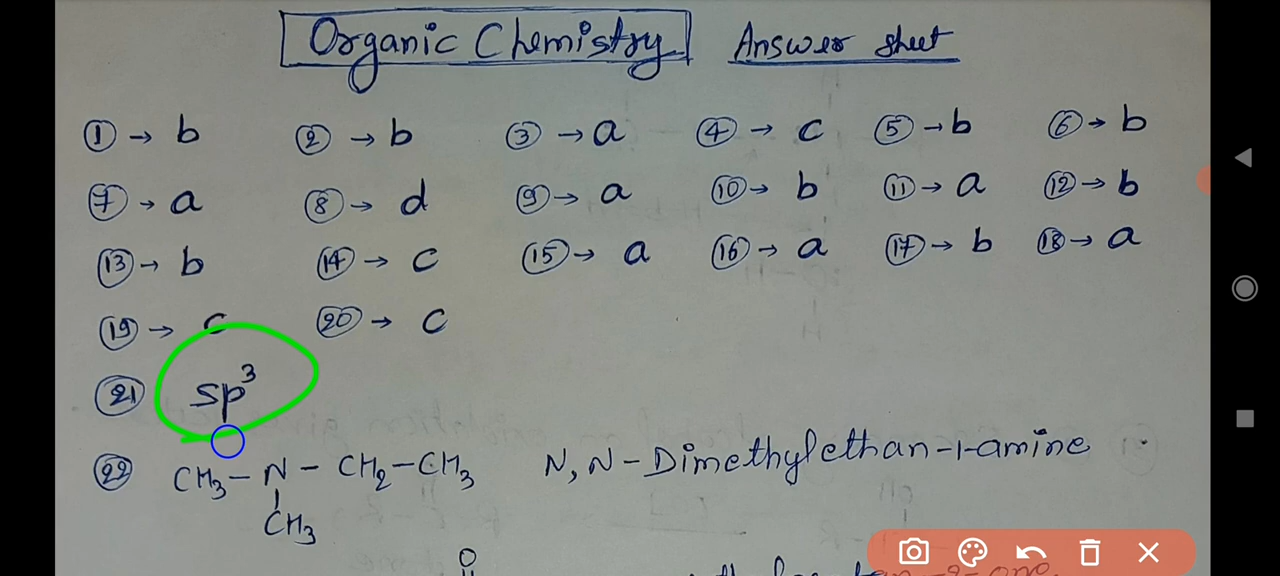 Organic Chemistry Answer sheet
① → b ② → b ③ → a ④ → c ⑤ → b ⑥ → b
⑦ → a ⑧ → d ⑨ → a ⑩ → b ⑪ → a ⑫ → b
⑬ → b ⑭ → c ⑮ → a ⑯ → a ⑰ → b ⑱ → a
⑲ → c ⑳ → c
㉑ sp³
㉒ CH₃ – N – CH₂ – CH₃ N, N – Dimethylethan-1-amine
CH₃
O